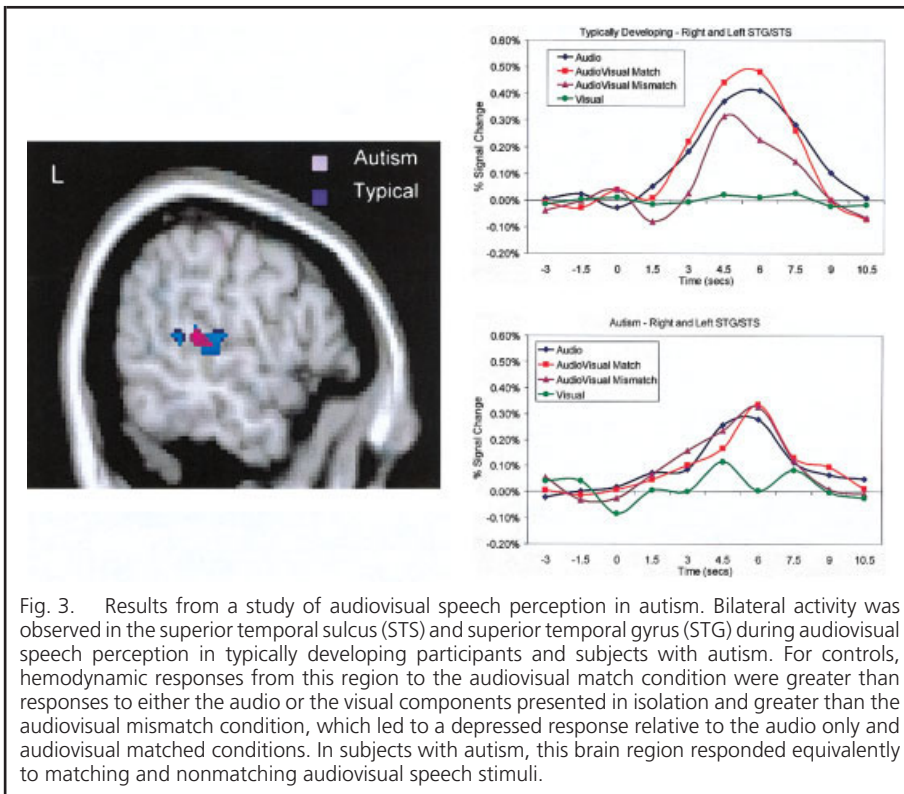 L
Autism
Typical
Typically Developing - Right and Left STG/STS
0.60%
0.50%
0.40%
0.30%
0.20%
0.10%
0.00%
-0.10%
-0.20%
% Signal Change
Audio
AudioVisual Match
AudioVisual Mismatch
Visual
-3 -1.5 0 1.5 3 4.5 6 7.5 9 10.5
Time (secs)
Autism - Right and Left STG/STS
0.60%
0.50%
0.40%
0.30%
0.20%
0.10%
0.00%
-0.10%
-0.20%
% Signal Change
Audio
AudioVisual Match
AudioVisual Mismatch
Visual
-3 -1.5 0 1.5 3 4.5 6 7.5 9 10.5
Time (secs)
Fig. 3. Results from a study of audiovisual speech perception in autism. Bilateral activity was
observed in the superior temporal sulcus (STS) and superior temporal gyrus (STG) during audiovisual
speech perception in typically developing participants and subjects with autism. For controls,
hemodynamic responses from this region to the audiovisual match condition were greater than
responses to either the audio or the visual components presented in isolation and greater than the
audiovisual mismatch condition, which led to a depressed response relative to the audio only and
audiovisual matched conditions. In subjects with autism, this brain region responded equivalently
to matching and nonmatching audiovisual speech stimuli.